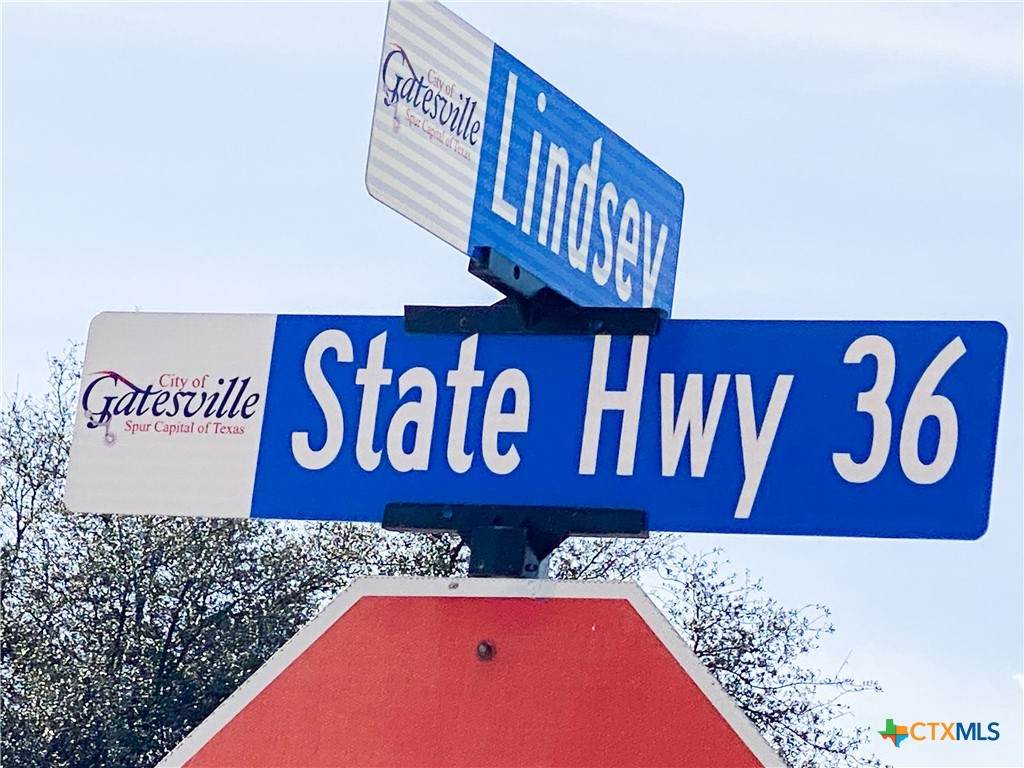 City of
Gatesville
Spur Capital of Texas
Lindsey
City of
Gatesville
Spur Capital of Texas
State Hwy 36
CTXMLS